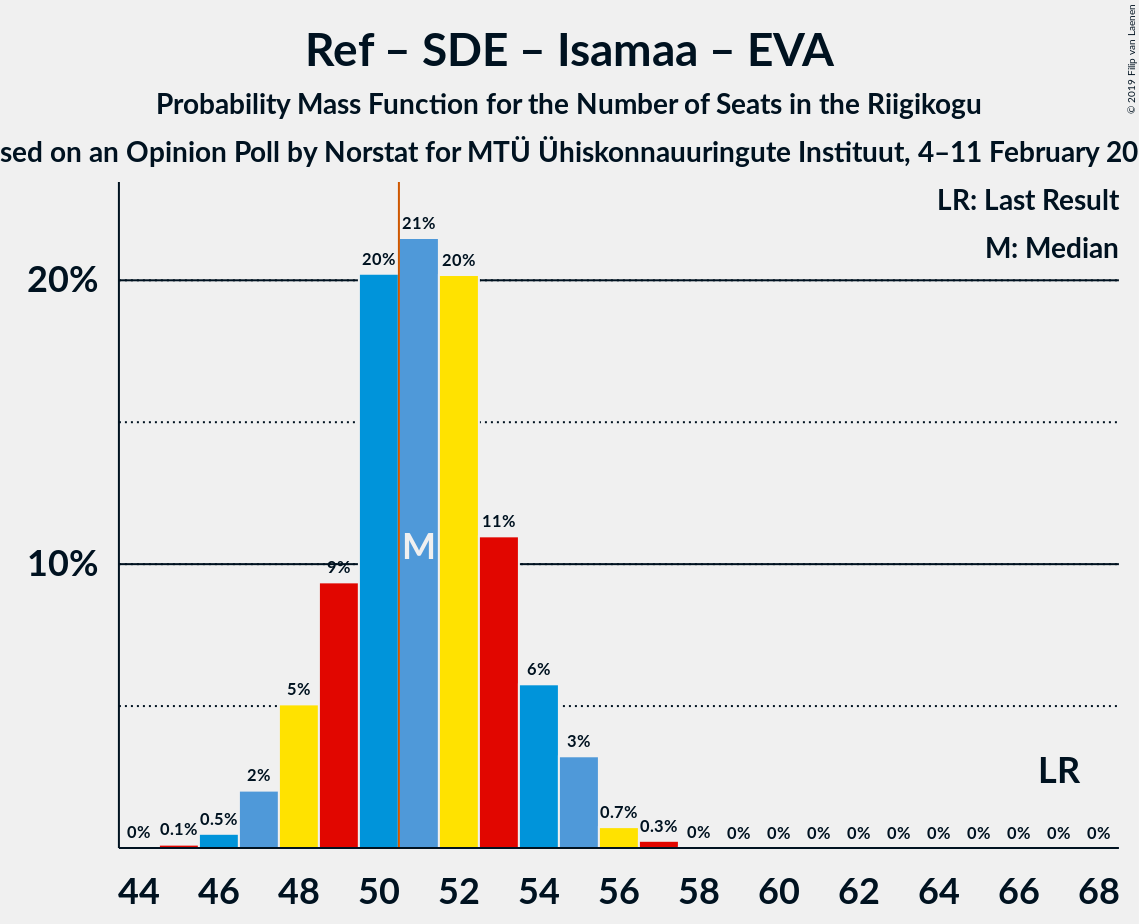 Ref – SDE – Isamaa – EVA
Probability Mass Function for the Number of Seats in the Riigikogu
sed on an Opinion Poll by Norstat for MTÜ Ühiskonnauuringute Instituut, 4–11 February 20
© 2019 Filip van Laenen
LR: Last Result
M: Median
20%
10%
0% 0.1% 0.5% 2% 5% 9% 20% 21% 20% 11% 6% 3% 0.7% 0.3% 0% 0% 0% 0% 0% 0% 0% 0% 0% 0% 0%
M
LR
44 46 48 50 52 54 56 58 60 62 64 66 68